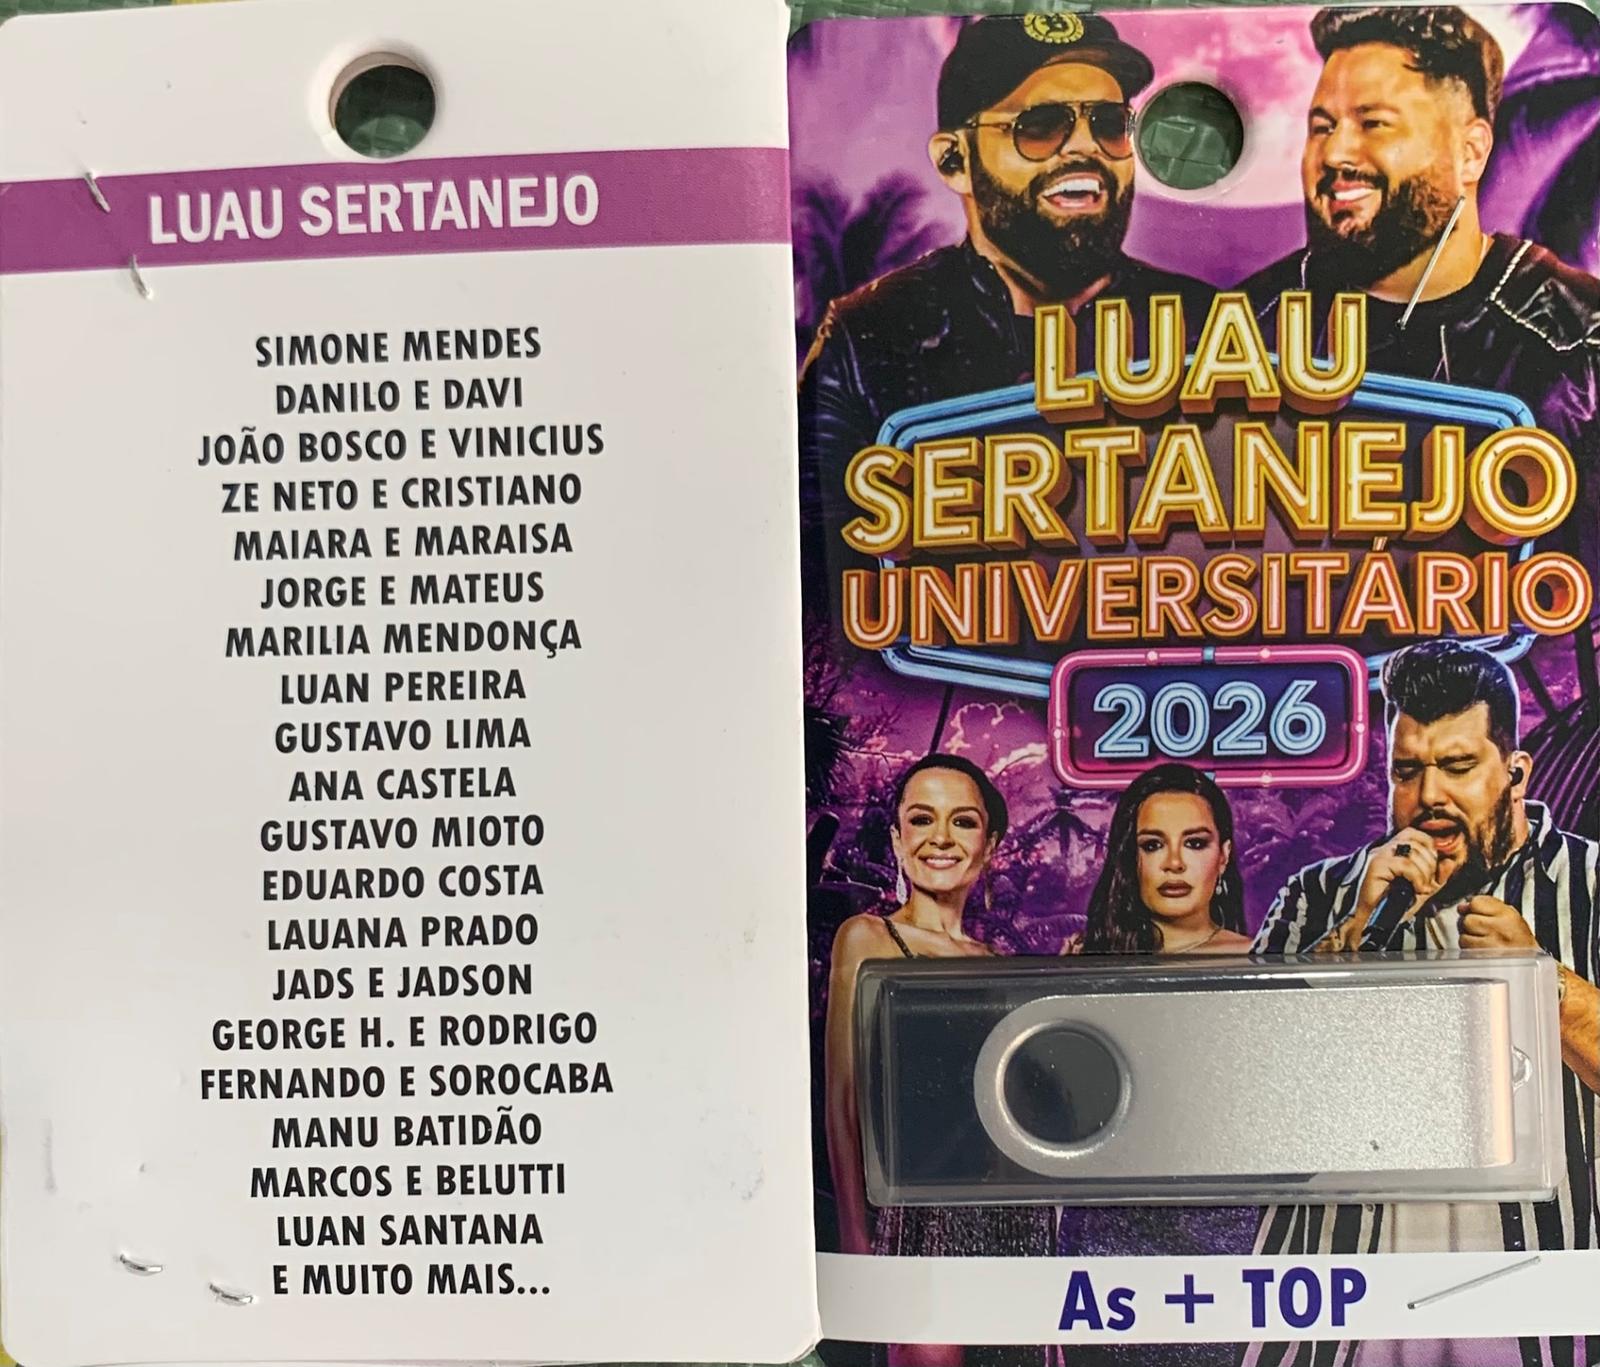 LUAU SERTANEJO
SIMONE MENDES
DANILO E DAVI
JOÃO BOSCO E VINICIUS
ZE NETO E CRISTIANO
MAIARA E MARAISA
JORGE E MATEUS
MARILIA MENDONÇA
LUAN PEREIRA
GUSTAVO LIMA
ANA CASTELA
GUSTAVO MIOTO
EDUARDO COSTA
LAUANA PRADO
JADS E JADSON
GEORGE H. E RODRIGO
FERNANDO E SOROCABA
MANU BATIDÃO
MARCOS E BELUTTI
LUAN SANTANA
E MUITO MAIS...
LUAU
SERTANEJO
UNIVERSITÁRIO
2026
As + TOP